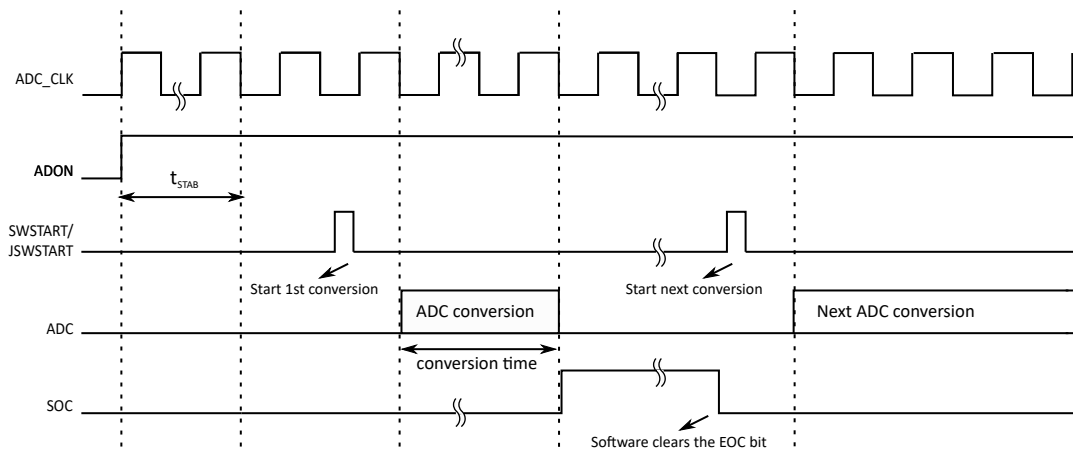 ADC_CLK
ADON
tSTAB
SWSTART/
JSWSTART
Start 1st conversion
Start next conversion
ADC
ADC conversion
Next ADC conversion
conversion time
SOC
Software clears the EOC bit